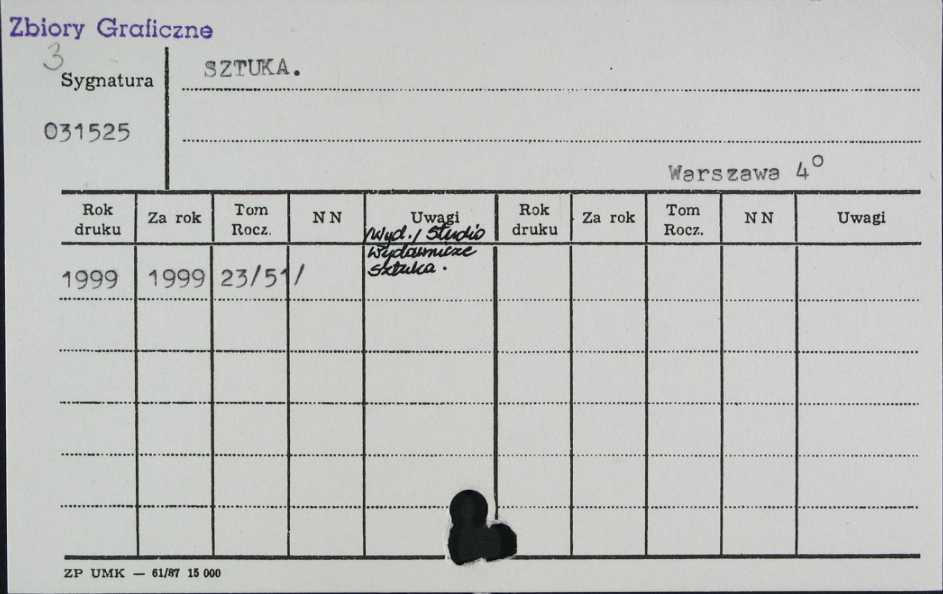 Zbiory Graficzne
3
Sygnatura
SZTUKA.
031525
Warszawa 4°
Rok druku
Za rok
Tom Rocz.
NN
Uwagi
Rok druku
Za rok
Tom Rocz.
NN
Uwagi
Wyd., Studio
Wydawnicze
Sztuka.
1999 1999 23/51/
ZP UMK — 61/87 15 000